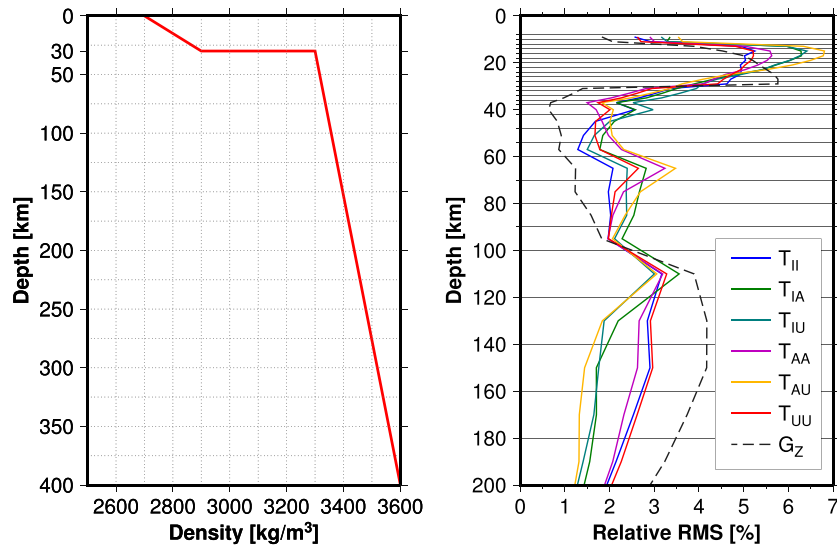 0
30
50
100
150
200
250
300
350
400
Depth [km]
2600 2800 3000 3200 3400 3600
Density [kg/m³]
0
20
40
60
80
100
120
140
160
180
200
Depth [km]
T_II
T_IA
T_IU
T_AA
T_AU
T_UU
G_Z
0 1 2 3 4 5 6 7
Relative RMS [%]